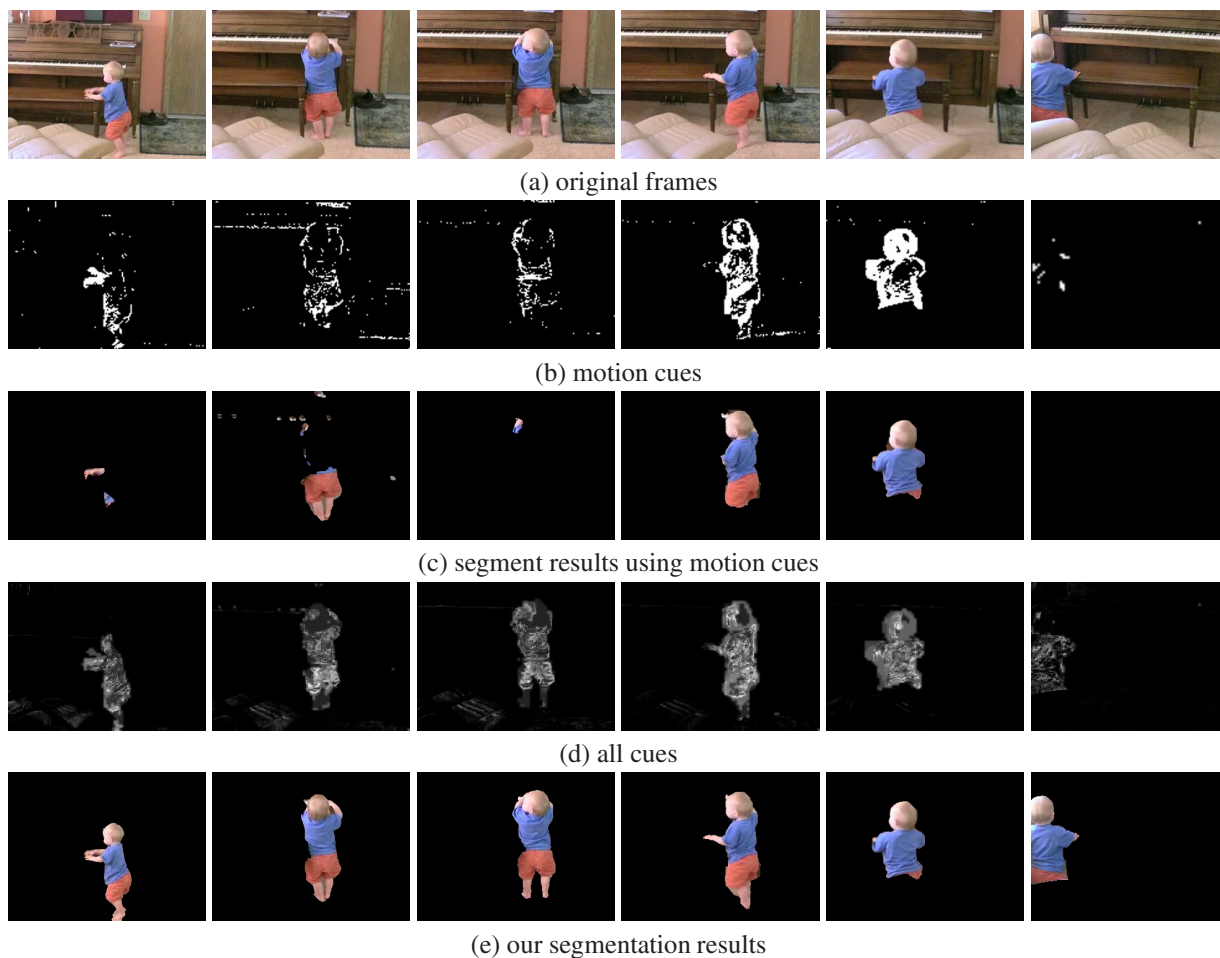 (a) original frames
(b) motion cues
(c) segment results using motion cues
(d) all cues
(e) our segmentation results